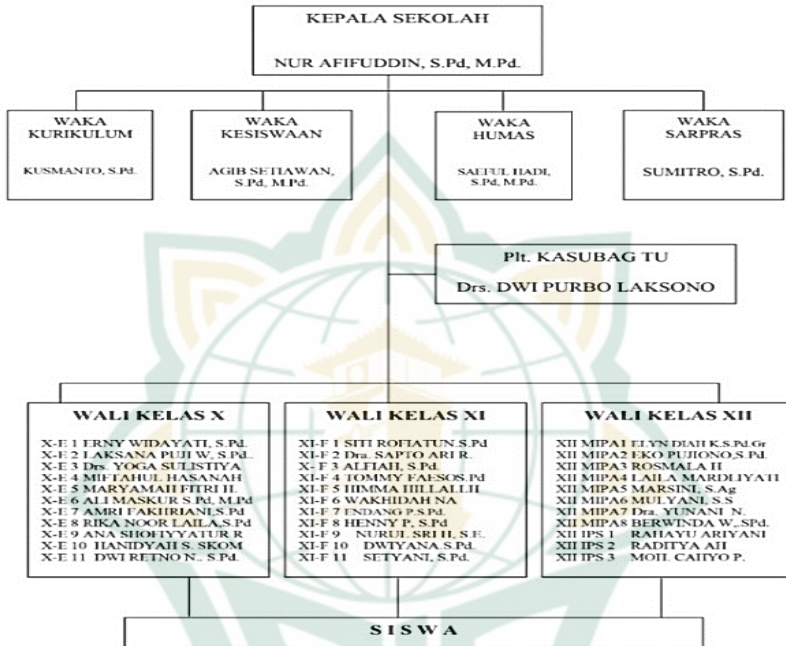 KEPALA SEKOLAH
NUR AFIFUDDIN, S.Pd, M.Pd.
WAKA
KURIKULUM
KUSMANTO, S.Pd.
WAKA
KESISWAAN
AGIB SETIAWAN,
S.Pd, M.Pd.
WAKA
HUMAS
SAEFUL HADI,
S.Pd, M.Pd.
WAKA
SARPRAS
SUMITRO, S.Pd.
Plt. KASUBAG TU
Drs. DWI PURBO LAKSONO
WALI KELAS X
X-E 1 ERNY WIDAYATI, S.Pd.
X-E 2 LAKSANA PUJI W, S.Pd..
X-E 3 Drs. YOGA SULISTIYA
X-E 4 MIFTAHUL HASANAH
X-E 5 MARYAMAH FITRI H.
X-E 6 ALI MASKUR S.Pd, M.Pd
X-E 7 AMRI FAKHRIANI,S.Pd
X-E 8 RIKA NOOR LAILA,S.Pd
X-E 9 ANA SHOFIYYATUR R
X-E 10 HANIDYAH S. SKOM
X-E 11 DWI RETNO N., S.Pd.
WALI KELAS XI
XI-F 1 SITI ROFIATUN.S.Pd
XI-F 2 Dra. SAPTO ARI R.
X- F 3 ALFIAH, S.Pd.
XI-F 4 TOMMY FAESOS.Pd
XI-F 5 HIMMA HILLALLH
XI-F 6 WAKHIDAH NA
XI-F 7 ENDANG P.S.Pd.
XI-F 8 HENNY P, S.Pd
XI-F 9 NURUL SRI H, S.E.
XI-F 10 DWIYANA.S.Pd.
XI-F 11 SETYANI, S.Pd.
WALI KELAS XII
XII MIPA1 ELYN DIAH K.S.Pd.Gr
XII MIPA2 EKO PUJIONO,S.Pd.
XII MIPA3 ROSMALA H
XII MIPA4 LAILA MARDLIYATI
XII MIPA5 MARSINI, S.Ag
XII MIPA6 MULYANI, S.S
XII MIPA7 Dra. YUNANI N.
XII MIPA8 BERWINDA W,.SPd.
XII IPS 1 RAHAYU ARIYANI
XII IPS 2 RADITYA AH
XII IPS 3 MOH. CAHYO P.
S I S W A